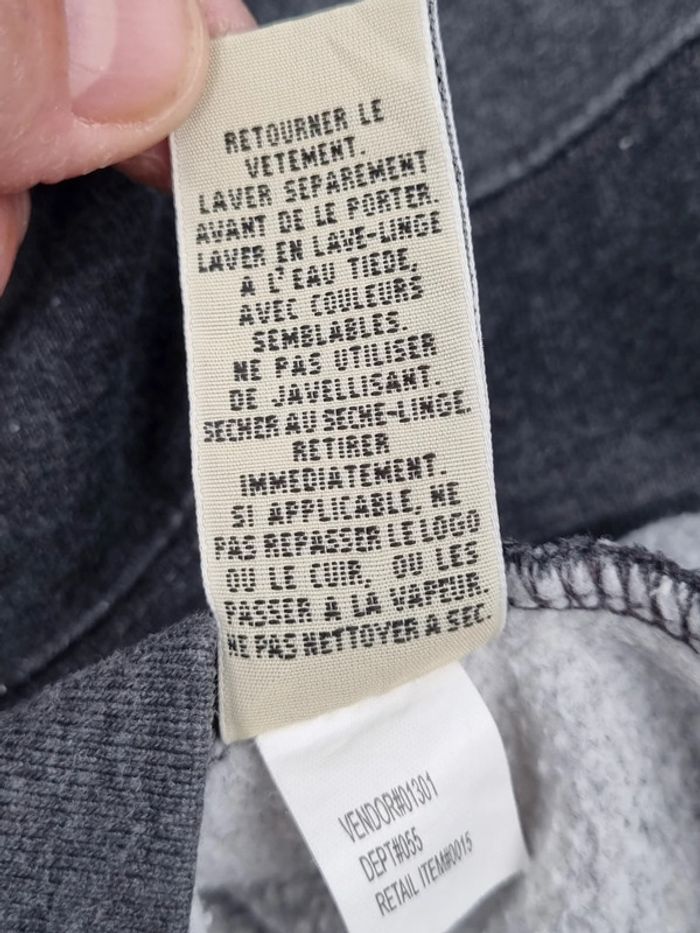 RETOURNER LE
VETEMENT.
LAVER SEPAREMENT
AVANT DE LE PORTER.
LAVER EN LAVE-LINGE
A L'EAU TIEDE,
AVEC COULEURS
SEMBLABLES.
NE PAS UTILISER
DE JAVELLISANT.
SECHER AU SECHE-LINGE.
RETIRER
IMMEDIATEMENT.
SI APPLICABLE, NE
PAS REPASSER LE LOGO
OU LE CUIR, OU LES
PASSER A LA VAPEUR.
NE PAS NETTOYER A SEC.
VENDOR#01301
DEPT#055
RETAIL ITEM#0015